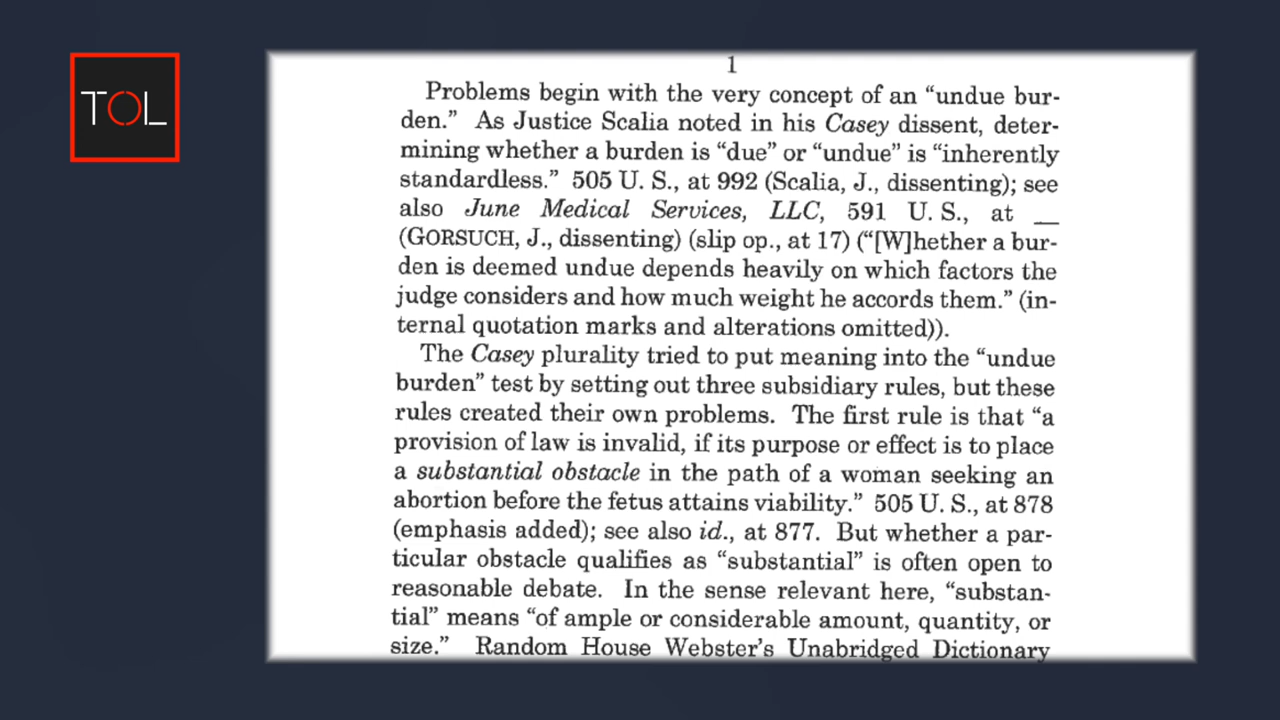 TOL
1
Problems begin with the very concept of an “undue bur-
den.” As Justice Scalia noted in his Casey dissent, deter-
mining whether a burden is “due” or “undue” is “inherently
standardless.” 505 U. S., at 992 (Scalia, J., dissenting); see
also June Medical Services, LLC, 591 U. S., at __
(GORSUCH, J., dissenting) (slip op., at 17) (“[W]hether a bur-
den is deemed undue depends heavily on which factors the
judge considers and how much weight he accords them.” (in-
ternal quotation marks and alterations omitted)).
The Casey plurality tried to put meaning into the “undue
burden” test by setting out three subsidiary rules, but these
rules created their own problems. The first rule is that “a
provision of law is invalid, if its purpose or effect is to place
a substantial obstacle in the path of a woman seeking an
abortion before the fetus attains viability.” 505 U. S., at 878
(emphasis added); see also id., at 877. But whether a par-
ticular obstacle qualifies as “substantial” is often open to
reasonable debate. In the sense relevant here, “substan-
tial” means “of ample or considerable amount, quantity, or
size.” Random House Webster’s Unabridged Dictionary